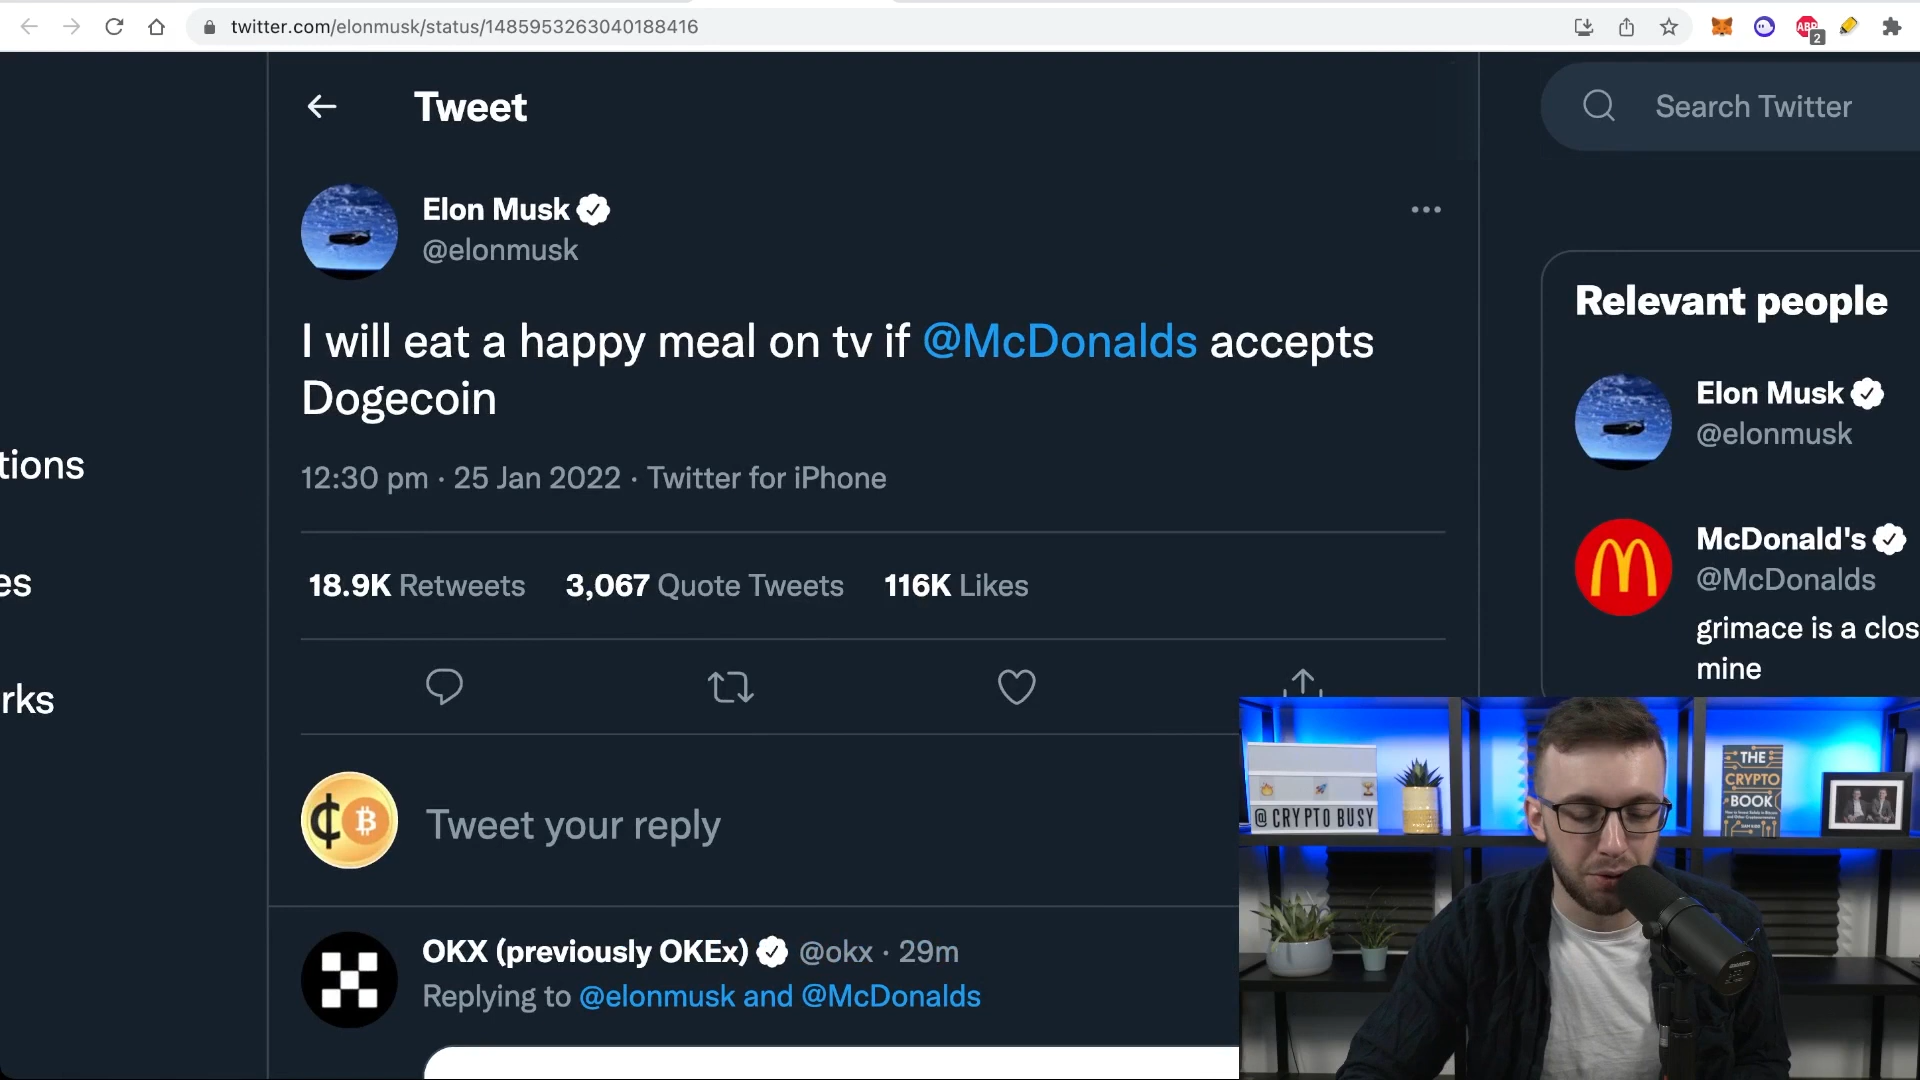 twitter.com/elonmusk/status/1485953263040188416
ABP
2
Tweet
Search Twitter
Elon Musk
@elonmusk
I will eat a happy meal on tv if @McDonalds accepts
Dogecoin
12:30 pm · 25 Jan 2022 · Twitter for iPhone
18.9K Retweets 3,067 Quote Tweets 116K Likes
Tweet your reply
OKX (previously OKEx) @okx · 29m
Replying to @elonmusk and @McDonalds
tions
es
rks
Relevant people
Elon Musk
@elonmusk
McDonald's
@McDonalds
grimace is a clos
mine
@CRYPTO BUSY
THE
CRYPTO
BOOK